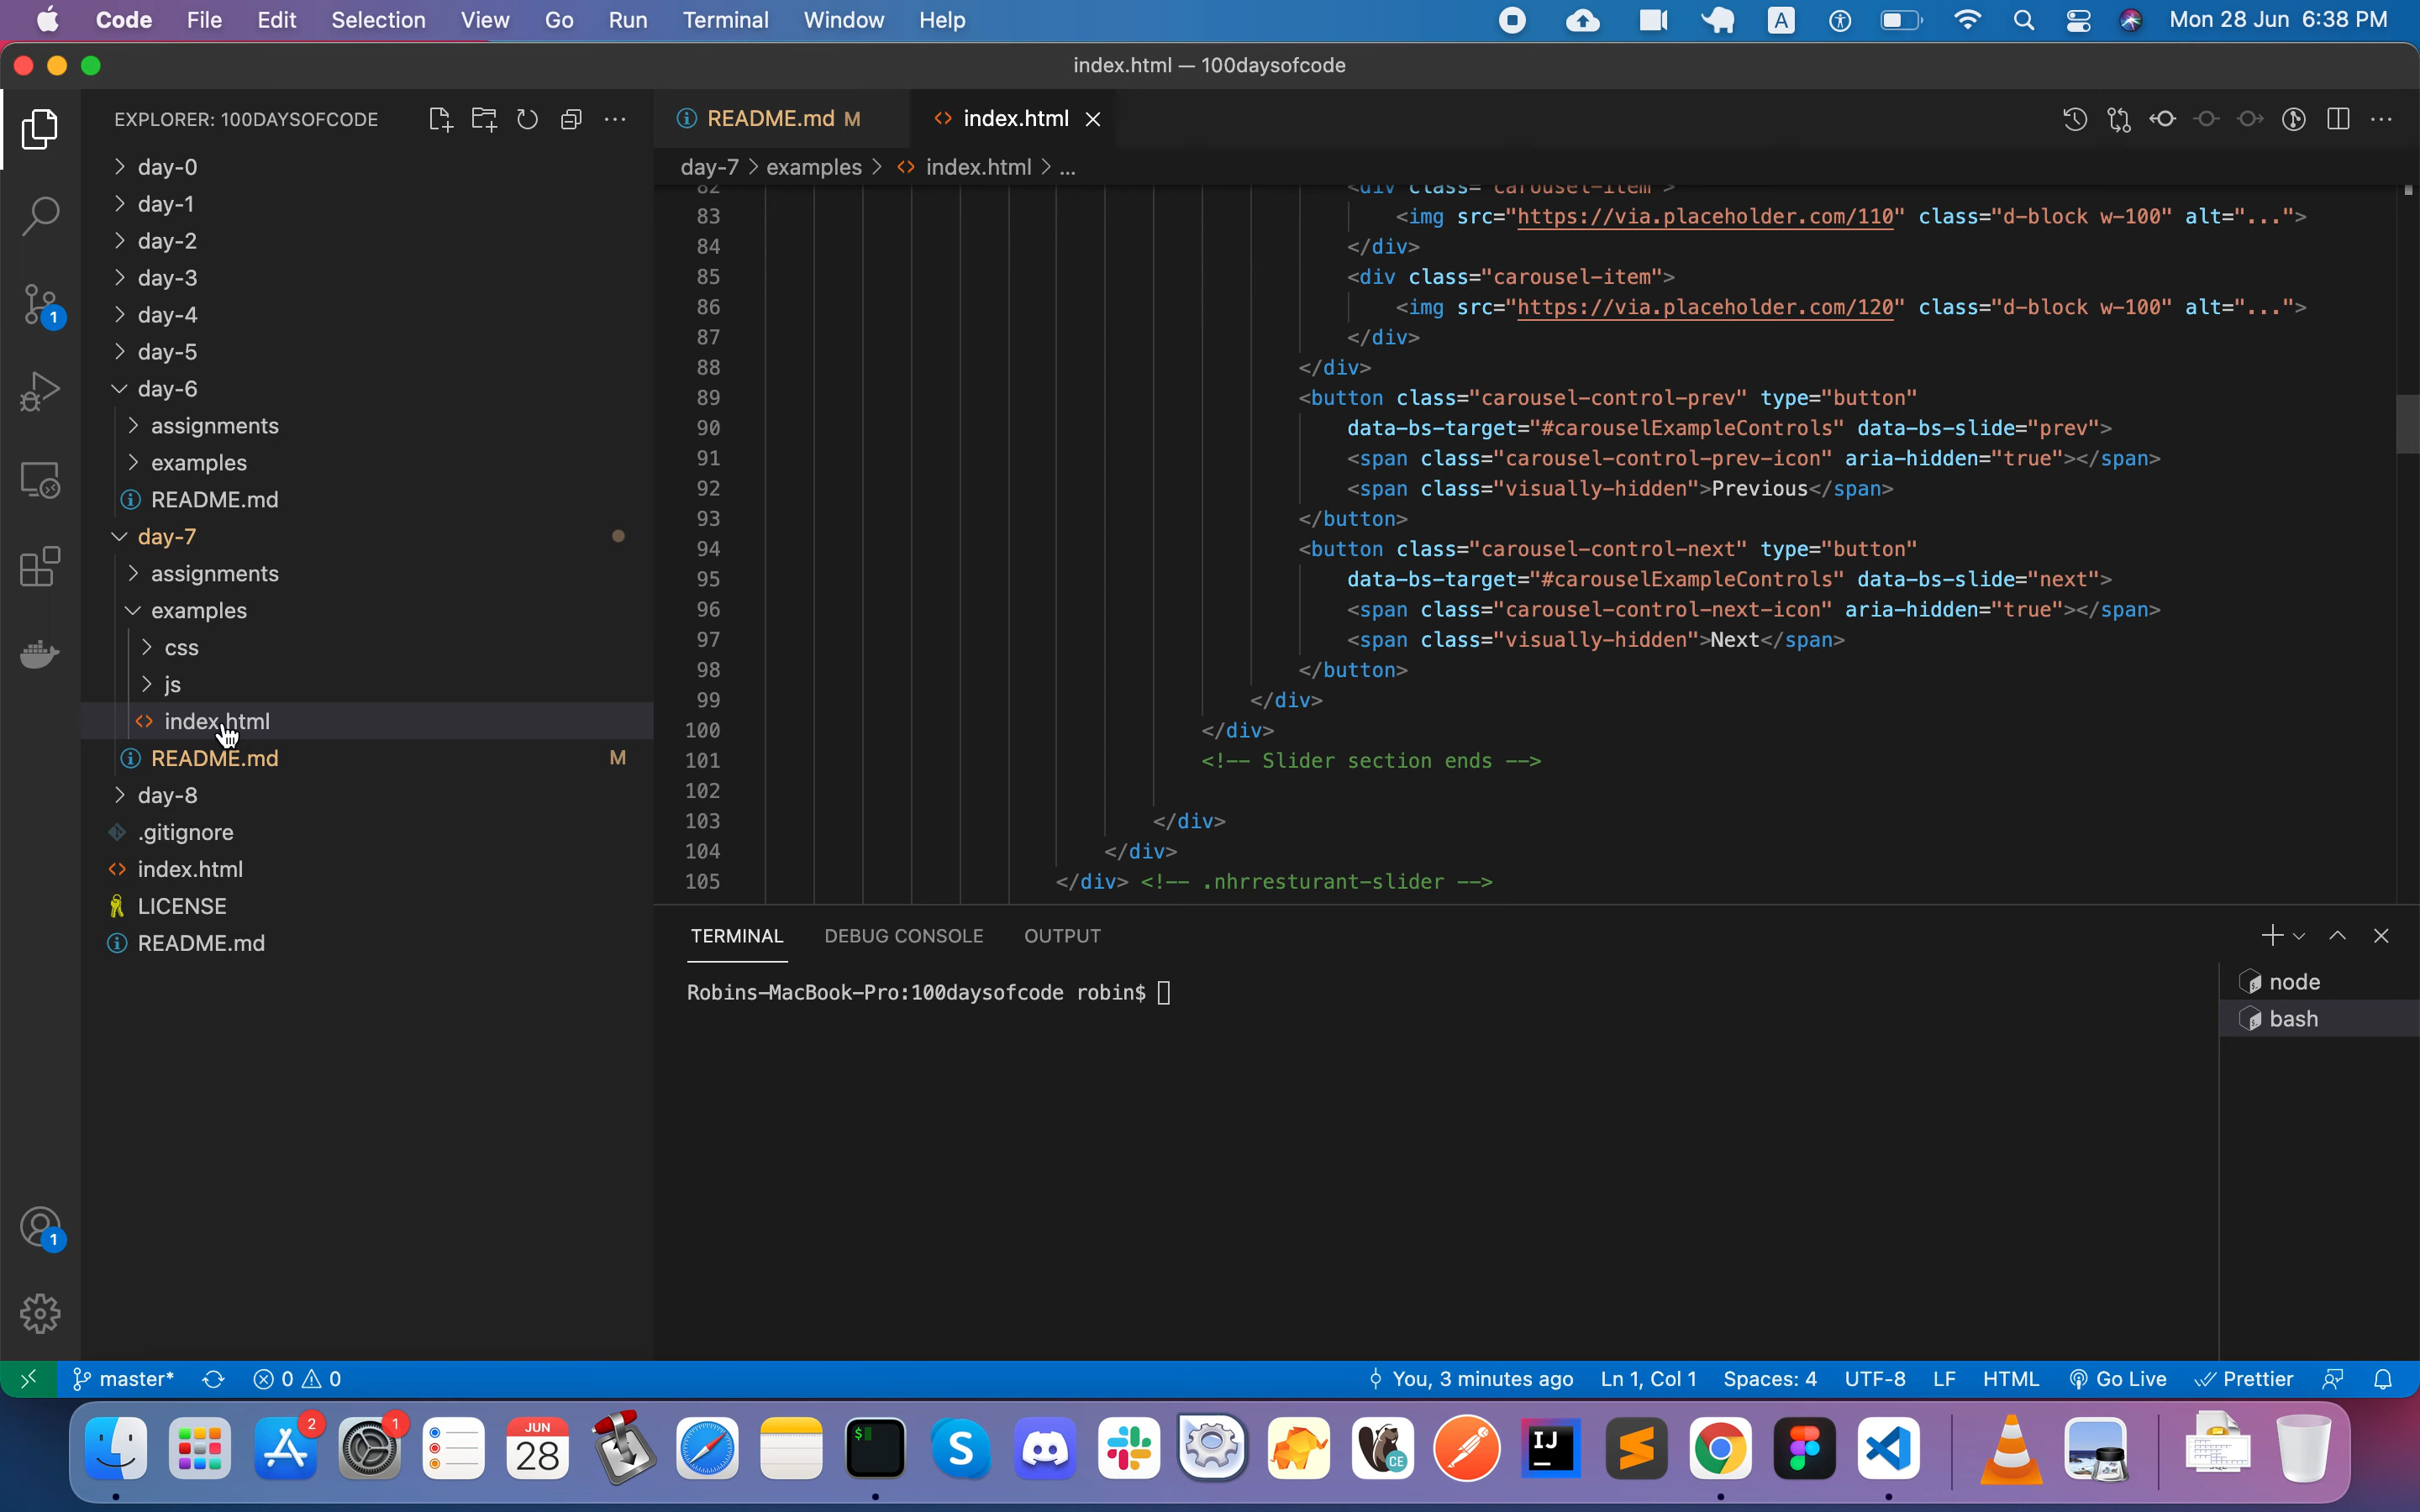 Code File Edit Selection View Go Run Terminal Window Help A Mon 28 Jun 6:38 PM
index.html — 100daysofcode
EXPLORER: 100DAYSOFCODE
day-0
day-1
day-2
day-3
day-4
day-5
day-6
assignments
examples
README.md
day-7
assignments
examples
css
js
index.html
README.md M
day-8
.gitignore
index.html
LICENSE
README.md
1
1
README.md M index.html
day-7 > examples > index.html > ...
82 <div class="carousel-item">
83 <img src="https://via.placeholder.com/110" class="d-block w-100" alt="...">
84 </div>
85 <div class="carousel-item">
86 <img src="https://via.placeholder.com/120" class="d-block w-100" alt="...">
87 </div>
88 </div>
89 <button class="carousel-control-prev" type="button"
90 data-bs-target="#carouselExampleControls" data-bs-slide="prev">
91 <span class="carousel-control-prev-icon" aria-hidden="true"></span>
92 <span class="visually-hidden">Previous</span>
93 </button>
94 <button class="carousel-control-next" type="button"
95 data-bs-target="#carouselExampleControls" data-bs-slide="next">
96 <span class="carousel-control-next-icon" aria-hidden="true"></span>
97 <span class="visually-hidden">Next</span>
98 </button>
99 </div>
100 </div>
101 <!-- Slider section ends -->
102
103 </div>
104 </div>
105 </div> <!-- .nhrresturant-slider -->
TERMINAL DEBUG CONSOLE OUTPUT
Robins-MacBook-Pro:100daysofcode robin$
node
bash
master* 0 0 You, 3 minutes ago Ln 1, Col 1 Spaces: 4 UTF-8 LF HTML Go Live Prettier
2 1 JUN 28 $ S CE IJ